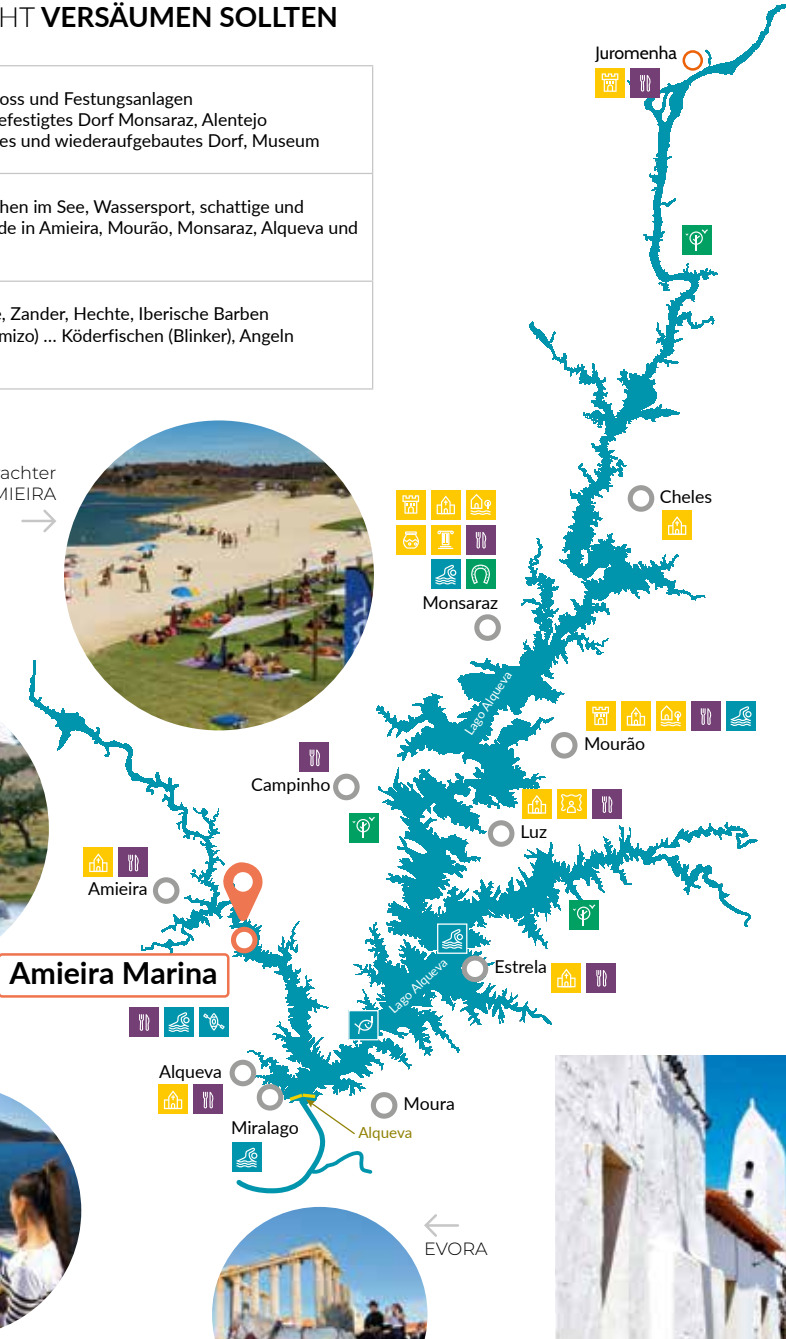 HT VERSÄUMEN SOLLTEN
oss und Festungsanlagen
efestigtes Dorf Monsaraz, Alentejo
es und wiederaufgebautes Dorf, Museum
hen im See, Wassersport, schattige und
de in Amieira, Mourão, Monsaraz, Alqueva und
, Zander, Hechte, Iberische Barben
mizo) ... Köderfischen (Blinker), Angeln
achter
MIEIRA
Juromenha
Cheles
Monsaraz
Lago Alqueva
Mourão
Campinho
Luz
Amieira
Amieira Marina
Estrela
Lago Alqueva
Alqueva
Miralago
Moura
Alqueva
EVORA